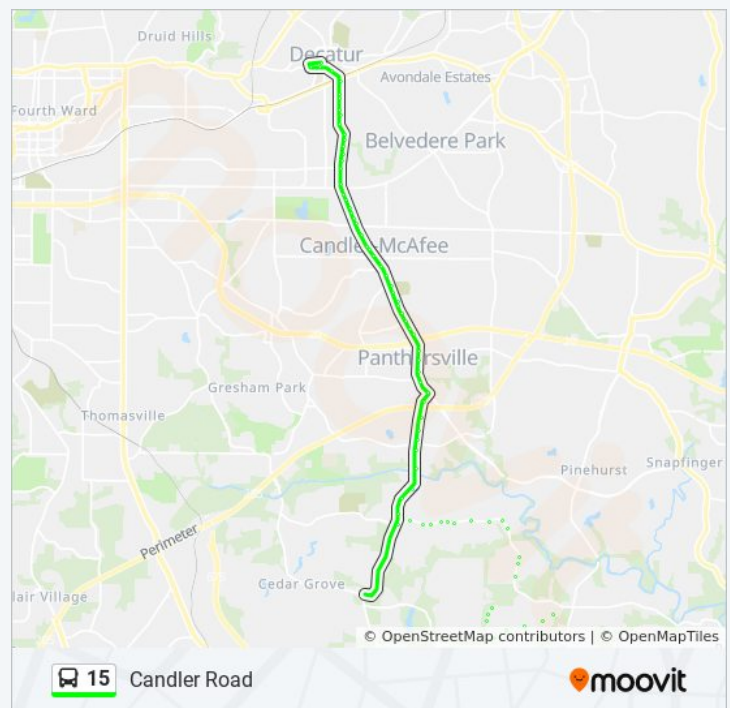 Druid Hills
Decatur
Avondale Estates
Fourth Ward
Belvedere Park
Candler-McAfee
Panthersville
Gresham Park
Thomasville
Pinehurst
Snapfinger
Perimeter
Cedar Grove
lair Village
© OpenStreetMap contributors | © OpenMapTiles
15 Candler Road
moovit